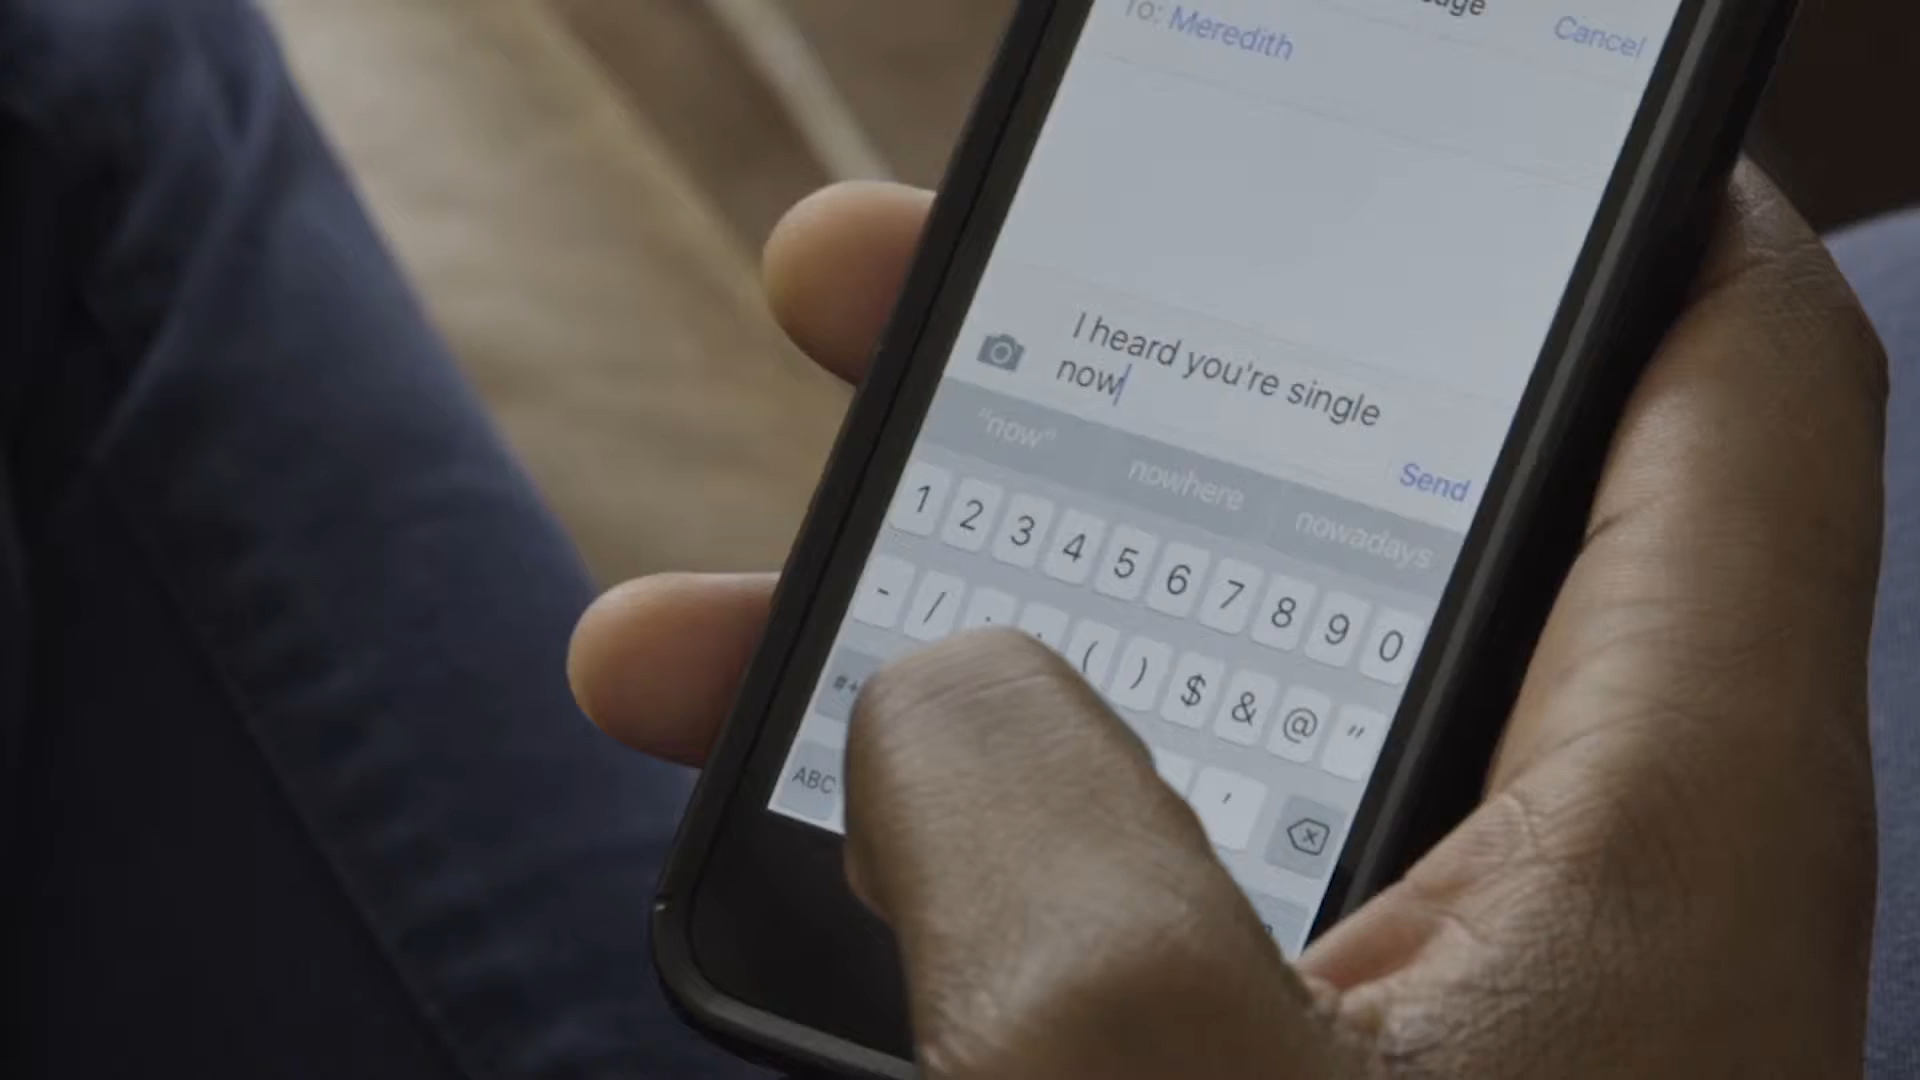 To: Meredith
Cancel
I heard you're single
now
Send
"now" nowhere nowadays
1 2 3 4 5 6 7 8 9 0
- / ( ) $ & @ "
'
ABC